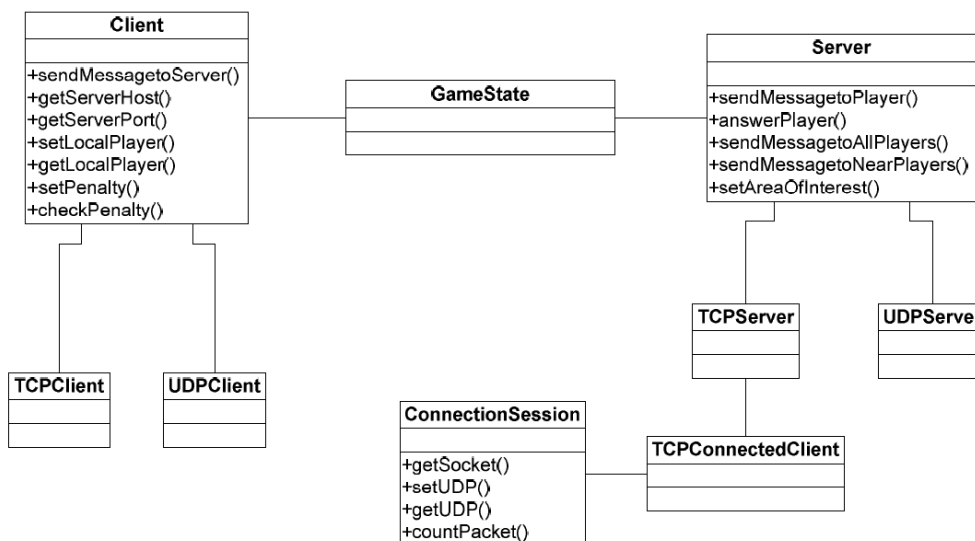 Client
+sendMessagetoServer()
+getServerHost()
+getServerPort()
+setLocalPlayer()
+getLocalPlayer()
+setPenalty()
+checkPenalty()
GameState
Server
+sendMessagetoPlayer()
+answerPlayer()
+sendMessagetoAllPlayers()
+sendMessagetoNearPlayers()
+setAreaOfInterest()
TCPServer
UDPServe
TCPClient
UDPClient
ConnectionSession
+getSocket()
+setUDP()
+getUDP()
+countPacket()
TCPConnectedClient